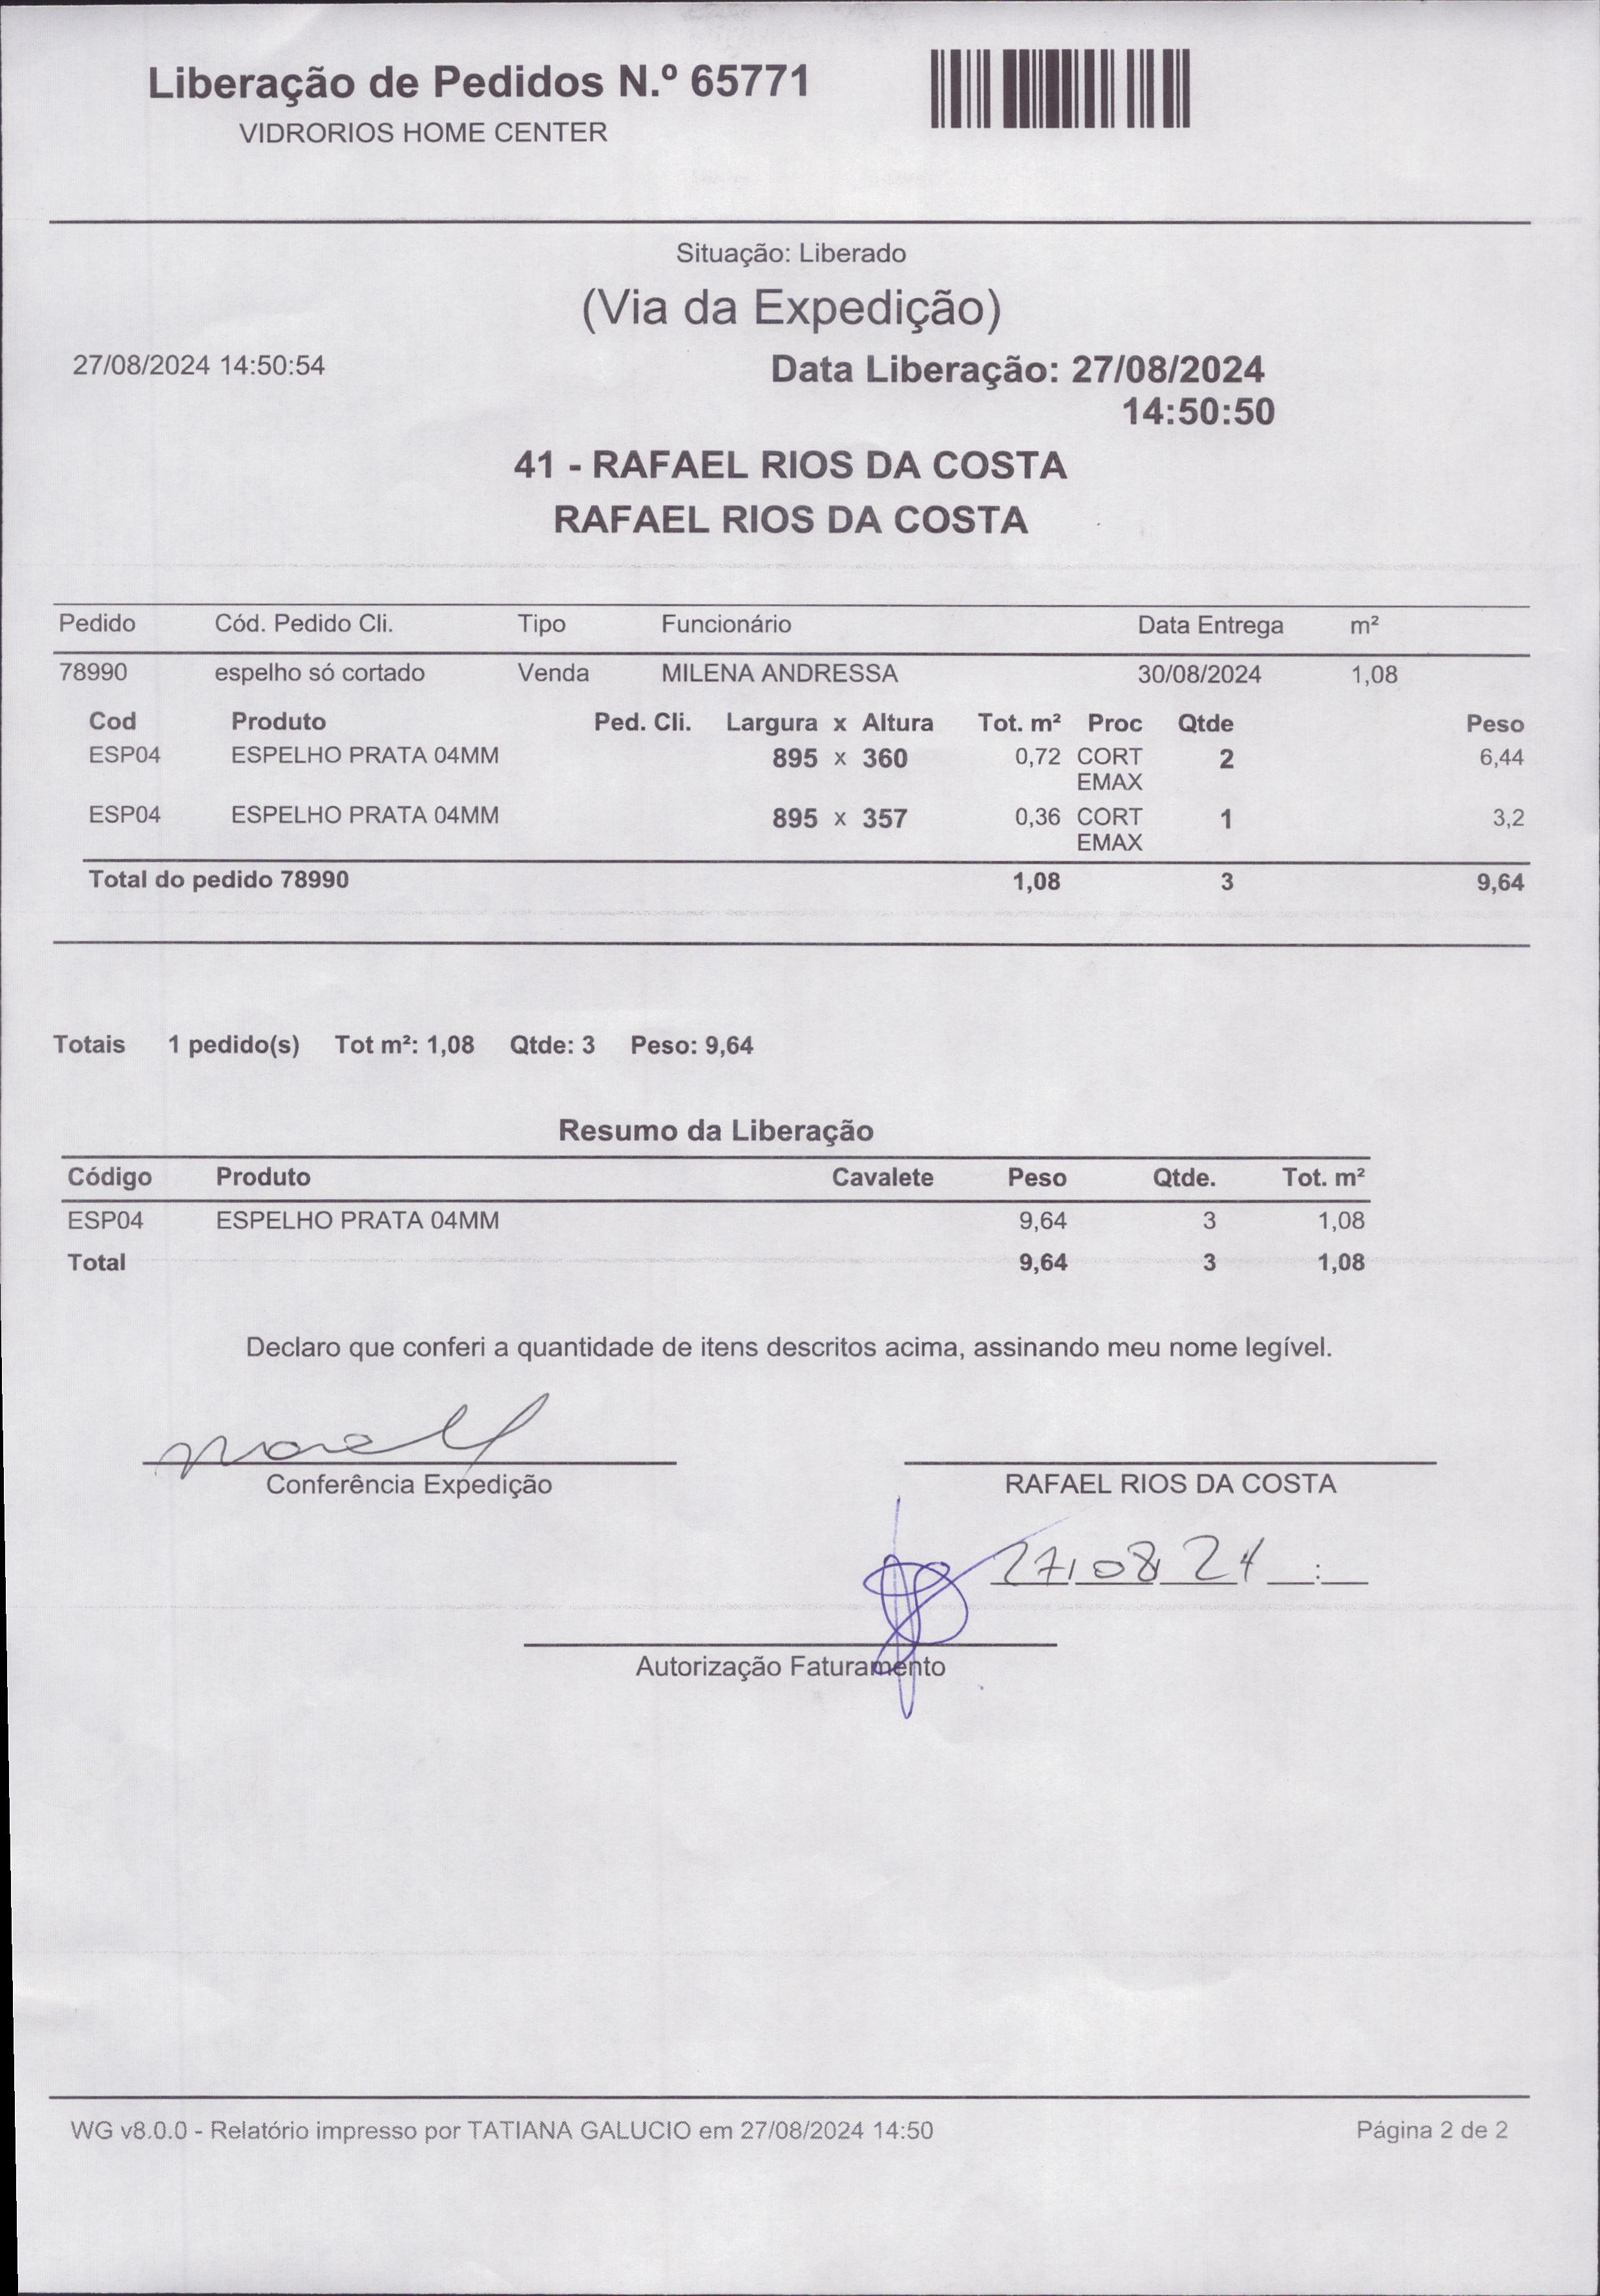 Liberação de Pedidos N.º 65771
VIDRORIOS HOME CENTER
Situação: Liberado
(Via da Expedição)
27/08/2024 14:50:54 Data Liberação: 27/08/2024
14:50:50
41 - RAFAEL RIOS DA COSTA
RAFAEL RIOS DA COSTA
Pedido Cód. Pedido Cli. Tipo Funcionário Data Entrega m²
78990 espelho só cortado Venda MILENA ANDRESSA 30/08/2024 1,08
Cod Produto Ped. Cli. Largura x Altura Tot. m² Proc Qtde Peso
ESP04 ESPELHO PRATA 04MM 895 x 360 0,72 CORT 2 6,44
EMAX
ESP04 ESPELHO PRATA 04MM 895 x 357 0,36 CORT 1 3,2
EMAX
Total do pedido 78990 1,08 3 9,64
Totais 1 pedido(s) Tot m²: 1,08 Qtde: 3 Peso: 9,64
Resumo da Liberação
Código Produto Cavalete Peso Qtde. Tot. m²
ESP04 ESPELHO PRATA 04MM 9,64 3 1,08
Total 9,64 3 1,08
Declaro que conferi a quantidade de itens descritos acima, assinando meu nome legível.
Conferência Expedição RAFAEL RIOS DA COSTA
27/08/24 __:__
Autorização Faturamento
WG v8.0.0 - Relatório impresso por TATIANA GALUCIO em 27/08/2024 14:50 Página 2 de 2